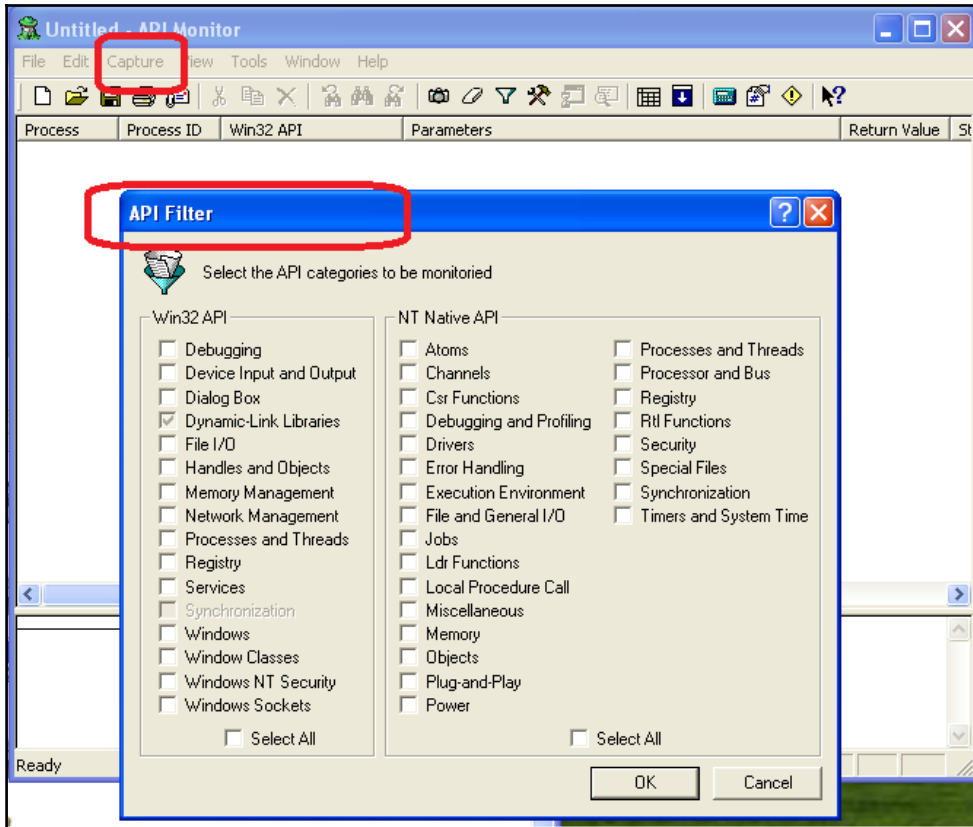 Untitled - API Monitor
File Edit Capture View Tools Window Help
Process Process ID Win32 API Parameters Return Value St
API Filter
Select the API categories to be monitoried
Win32 API
Debugging
Device Input and Output
Dialog Box
Dynamic-Link Libraries
File I/O
Handles and Objects
Memory Management
Network Management
Processes and Threads
Registry
Services
Synchronization
Windows
Window Classes
Windows NT Security
Windows Sockets
Select All
NT Native API
Atoms
Channels
Csr Functions
Debugging and Profiling
Drivers
Error Handling
Execution Environment
File and General I/O
Jobs
Ldr Functions
Local Procedure Call
Miscellaneous
Memory
Objects
Plug-and-Play
Power
Processes and Threads
Processor and Bus
Registry
Rtl Functions
Security
Special Files
Synchronization
Timers and System Time
Select All
OK Cancel
Ready